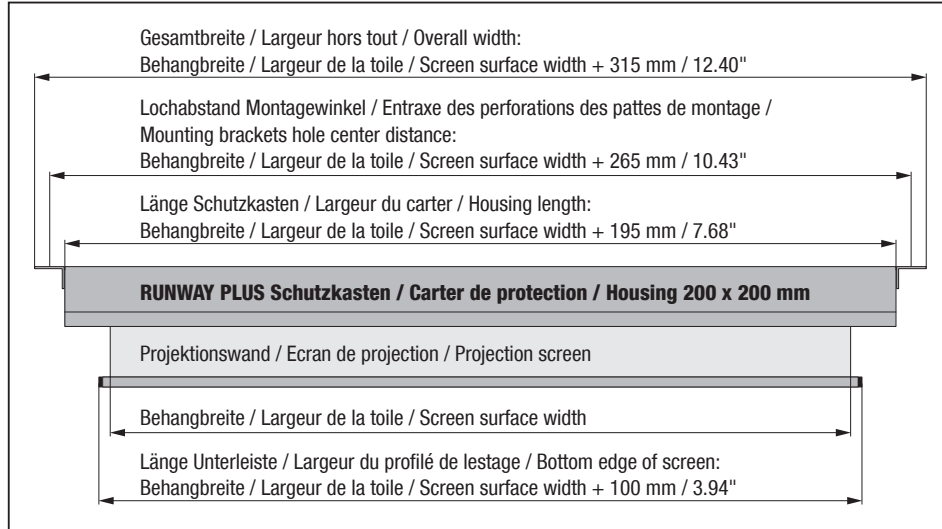 Gesamtbreite / Largeur hors tout / Overall width:
Behangbreite / Largeur de la toile / Screen surface width + 315 mm / 12.40"
Lochabstand Montagewinkel / Entraxe des perforations des pattes de montage /
Mounting brackets hole center distance:
Behangbreite / Largeur de la toile / Screen surface width + 265 mm / 10.43"
Länge Schutzkasten / Largeur du carter / Housing length:
Behangbreite / Largeur de la toile / Screen surface width + 195 mm / 7.68"
RUNWAY PLUS Schutzkasten / Carter de protection / Housing 200 x 200 mm
Projektionswand / Ecran de projection / Projection screen
Behangbreite / Largeur de la toile / Screen surface width
Länge Unterleiste / Largeur du profilé de lestage / Bottom edge of screen:
Behangbreite / Largeur de la toile / Screen surface width + 100 mm / 3.94"